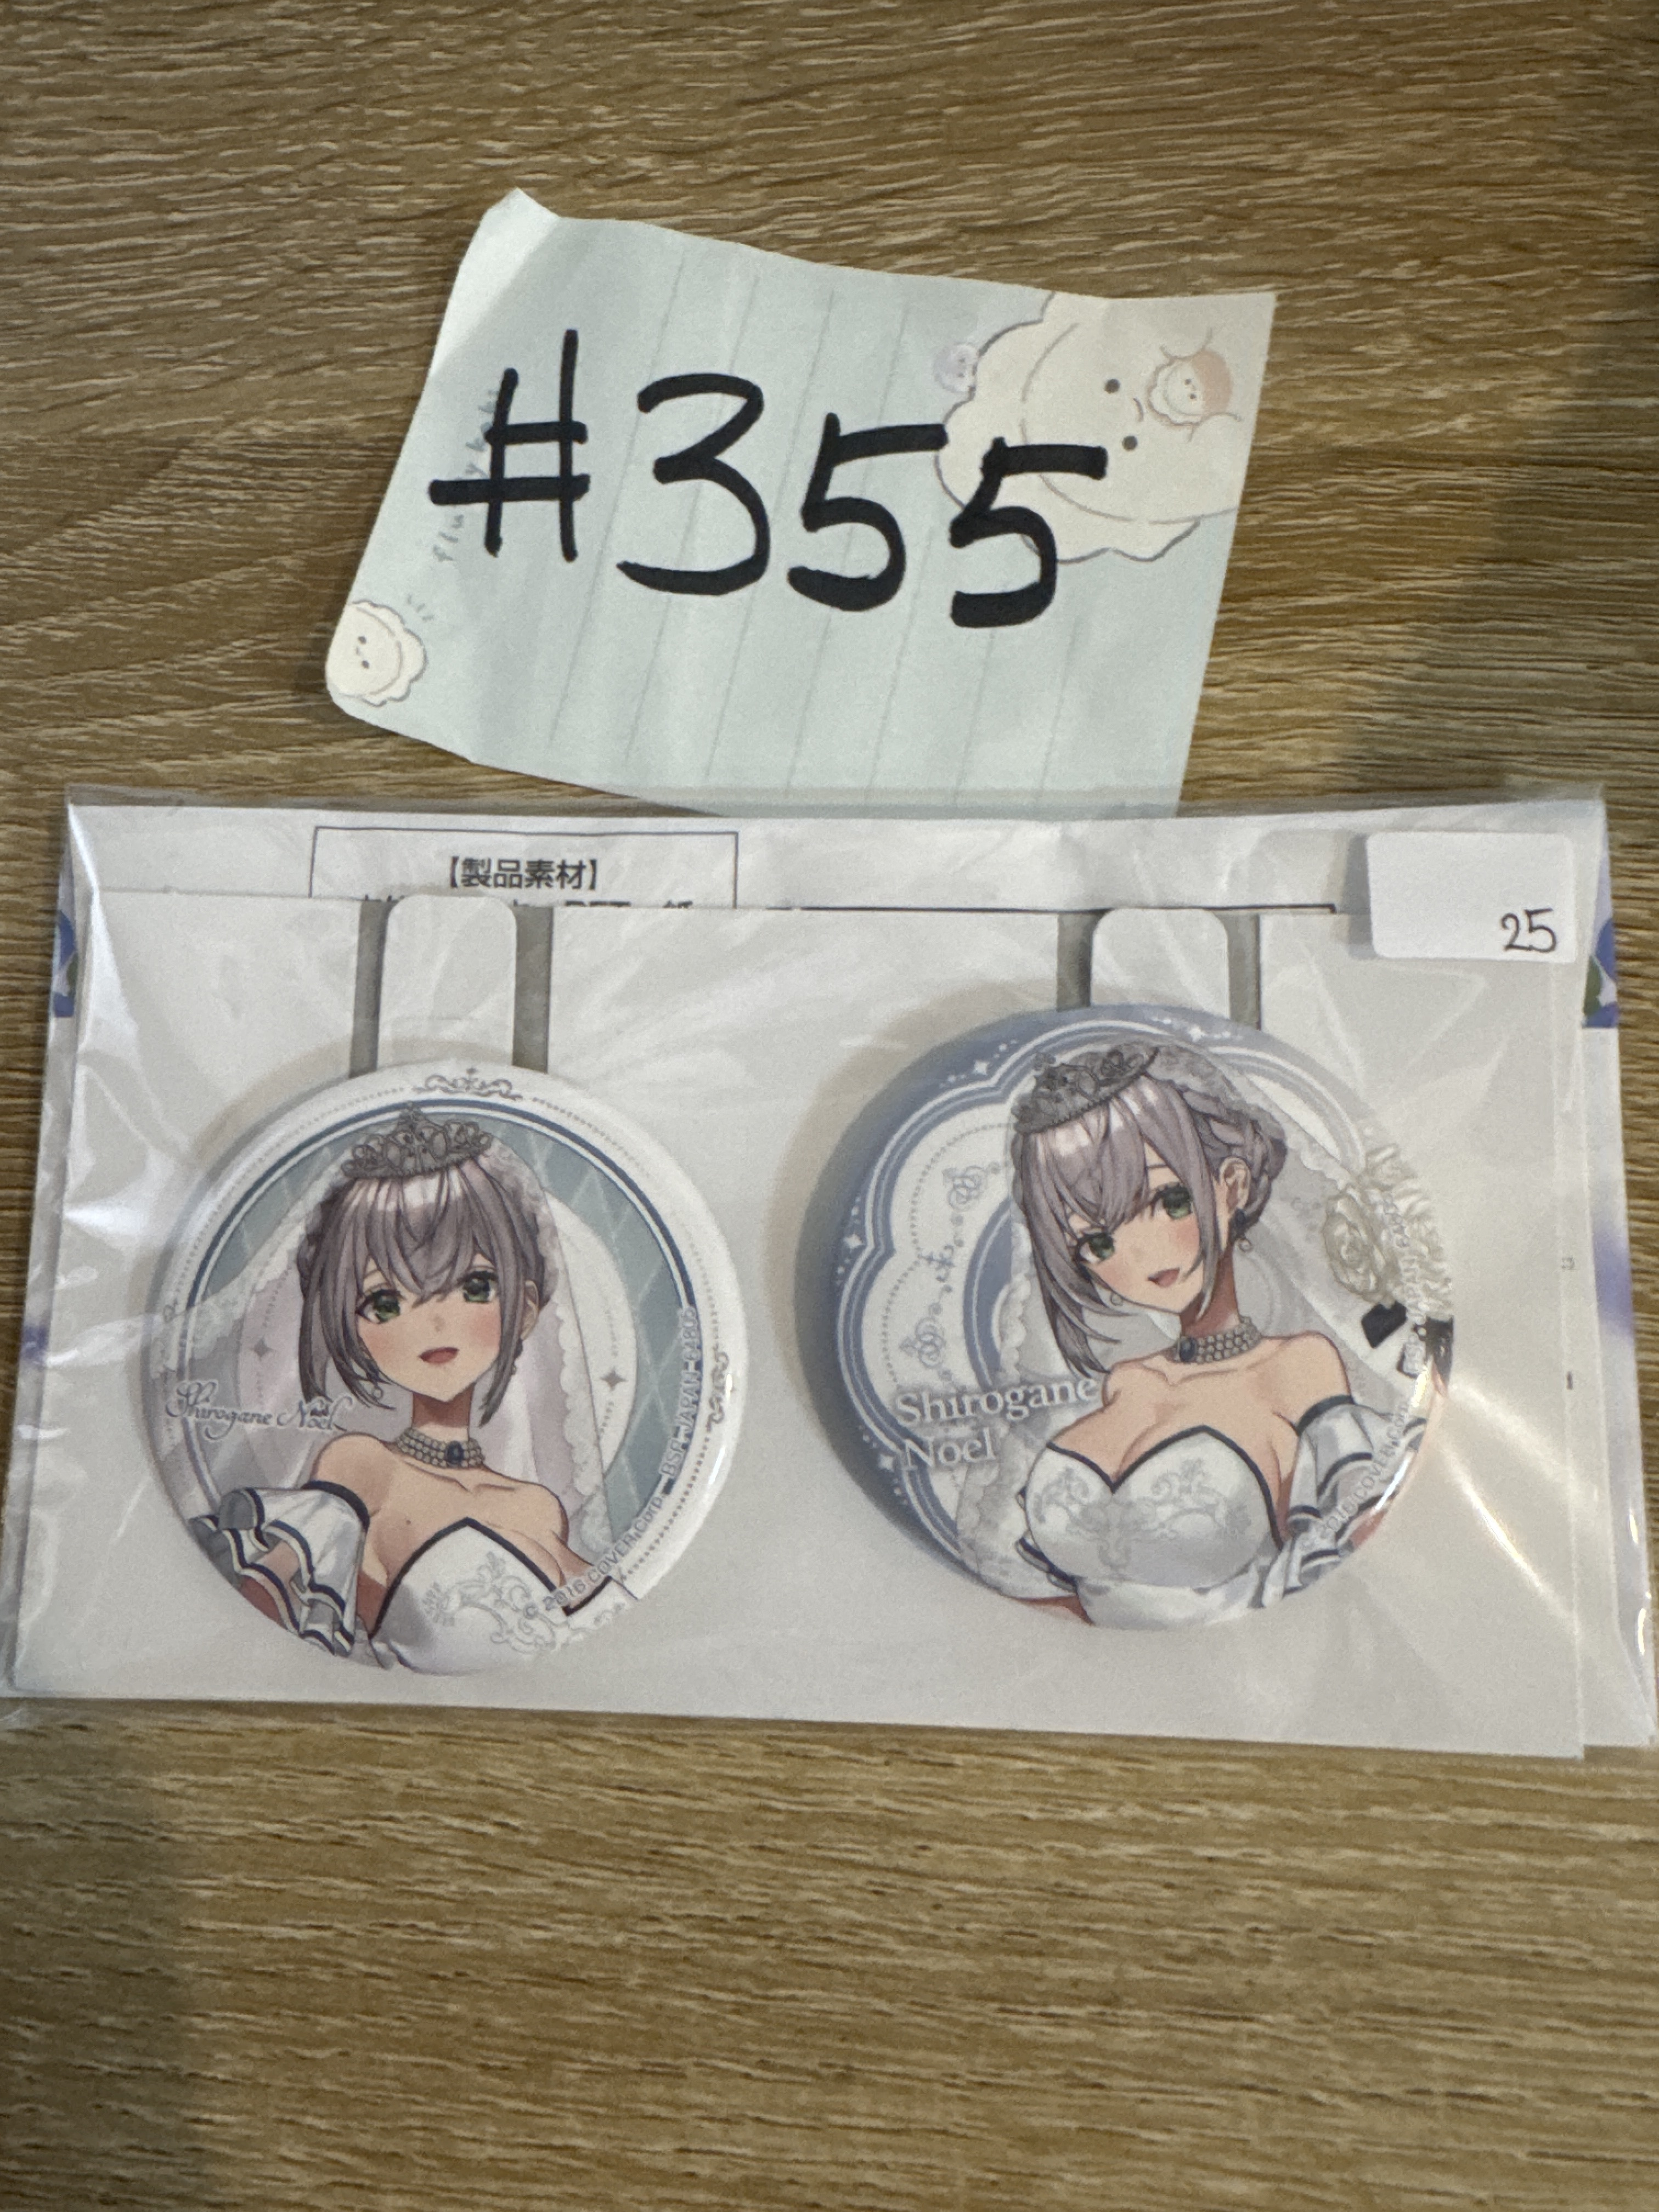 #355
【製品素材】
25
Shirogane Noel
© 2016 COVER Corp.
Shirogane
Noel
2016 COVER Corp.